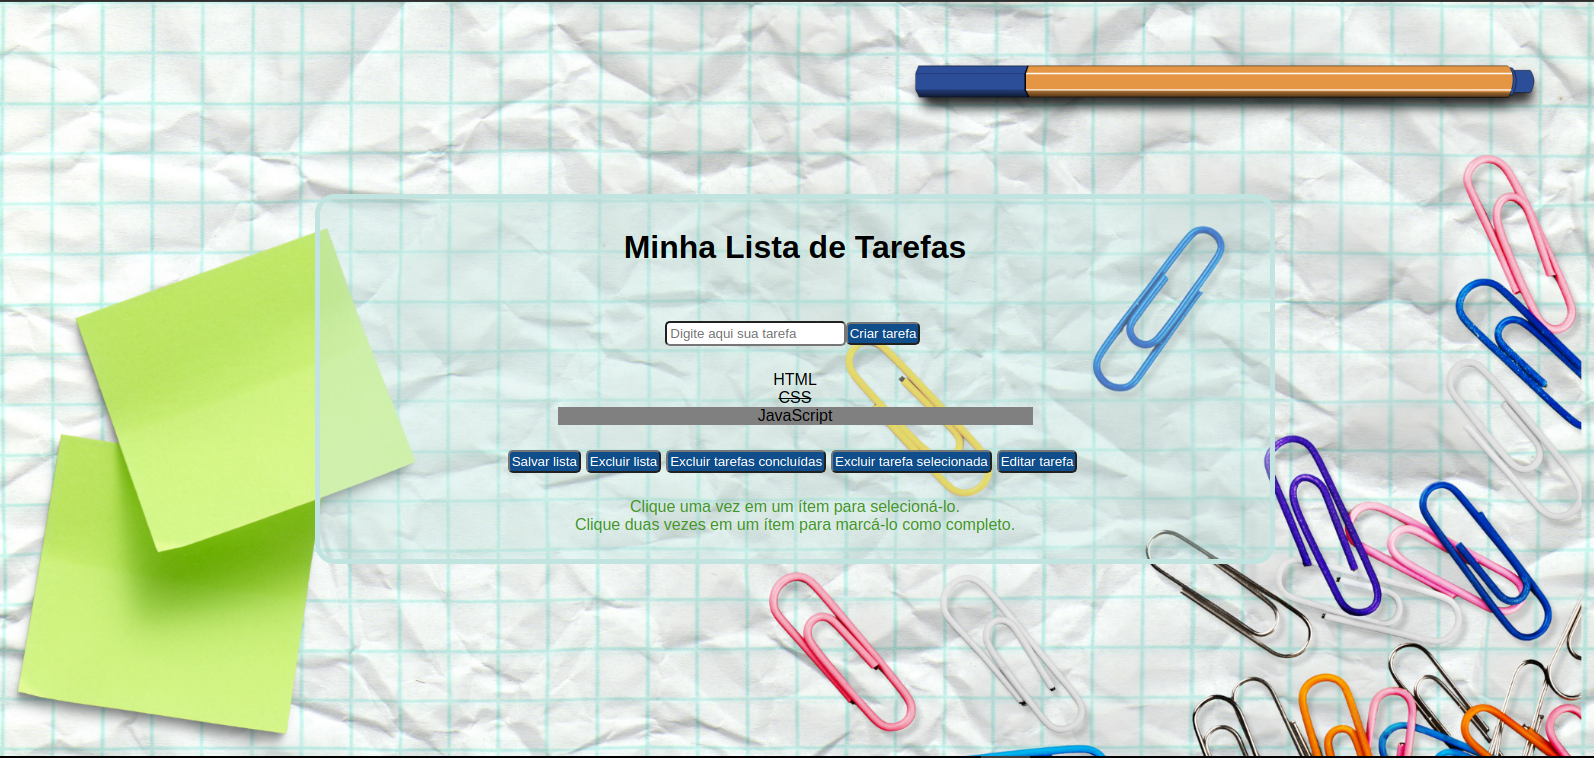 Minha Lista de Tarefas
Digite aqui sua tarefa Criar tarefa
HTML
CSS
JavaScript
Salvar lista Excluir lista Excluir tarefas concluídas Excluir tarefa selecionada Editar tarefa
Clique uma vez em um ítem para selecioná-lo.
Clique duas vezes em um ítem para marcá-lo como completo.